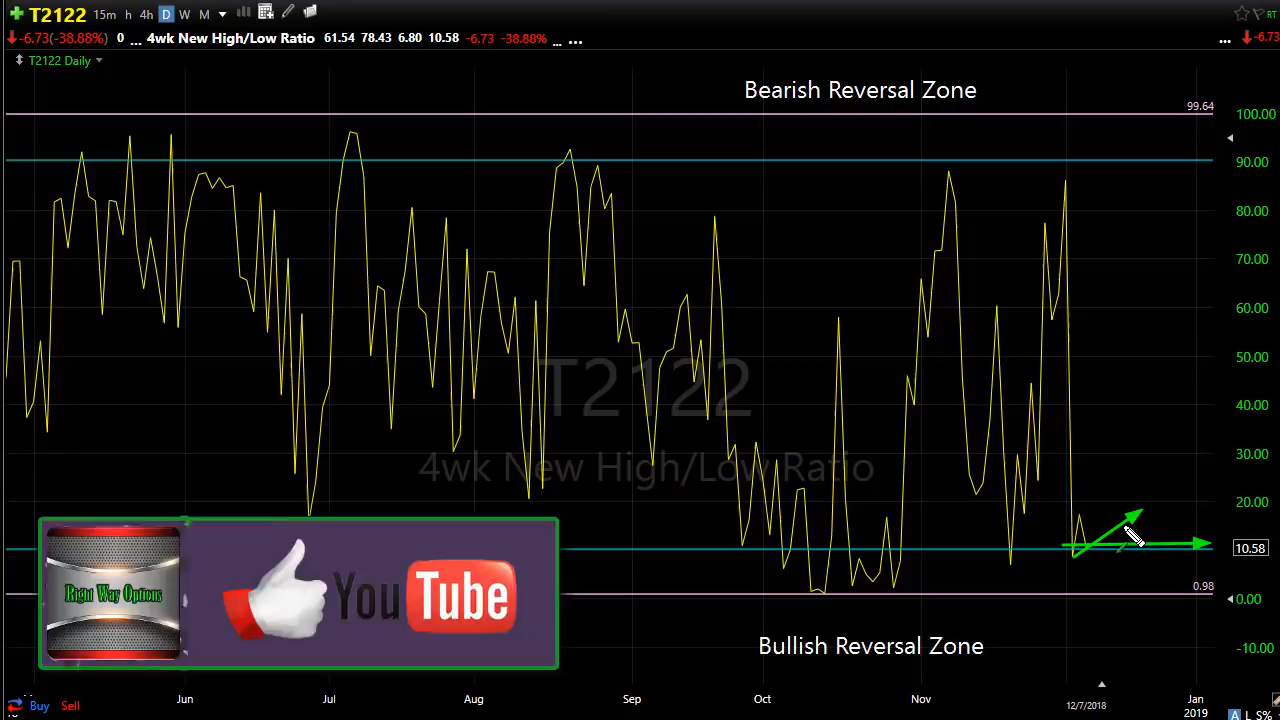 T2122 15m h 4h D W M
-6.73(-38.88%) 0 ... 4wk New High/Low Ratio 61.54 78.43 6.80 10.58 -6.73 -38.88% ... ...
... -6.73
RT
T2122 Daily
Bearish Reversal Zone
99.64
100.00
90.00
80.00
70.00
60.00
50.00
40.00
30.00
20.00
10.58
0.98
0.00
-10.00
T2122
4wk New High/Low Ratio
Right Way Options
YouTube
Bullish Reversal Zone
Jun Jul Aug Sep Oct Nov 12/7/2018 Jan
2019
Buy Sell
A L S%